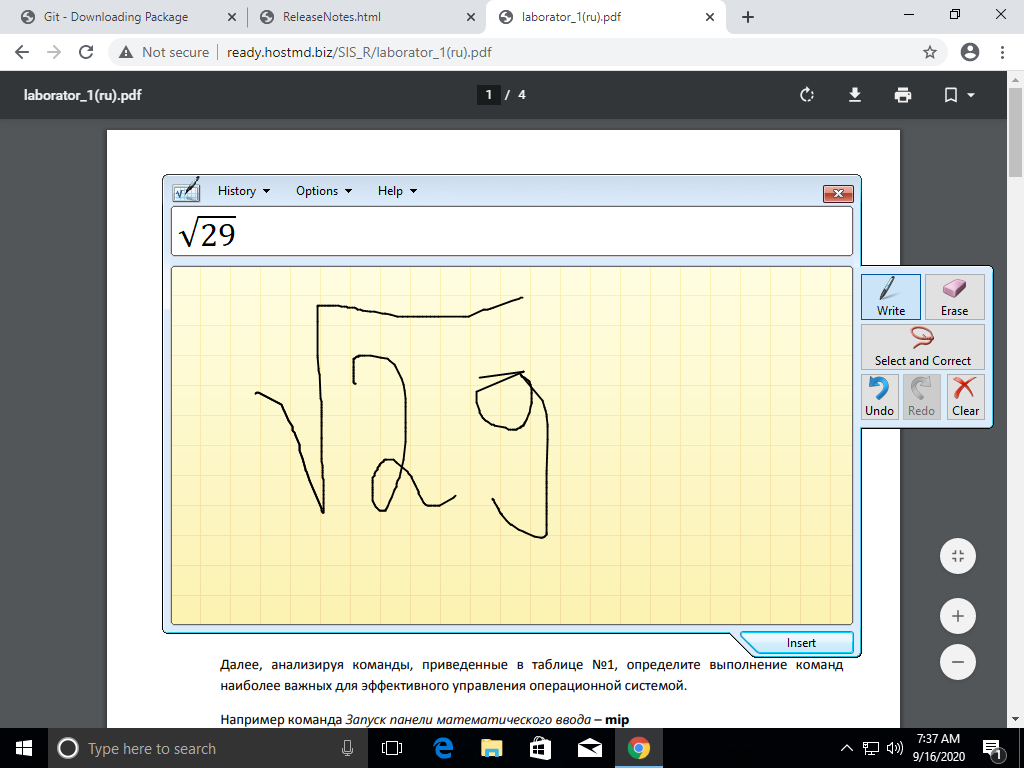 Git - Downloading Package
ReleaseNotes.html
laborator_1(ru).pdf
Not secure
ready.hostmd.biz/SIS_R/laborator_1(ru).pdf
laborator_1(ru).pdf
1 / 4
History
Options
Help
√29
√29
Write
Erase
Select and Correct
Undo
Redo
Clear
Insert
Далее, анализируя команды, приведенные в таблице №1, определите выполнение команд
наиболее важных для эффективного управления операционной системой.
Например команда Запуск панели математического ввода – mip
Type here to search
7:37 AM
9/16/2020
1